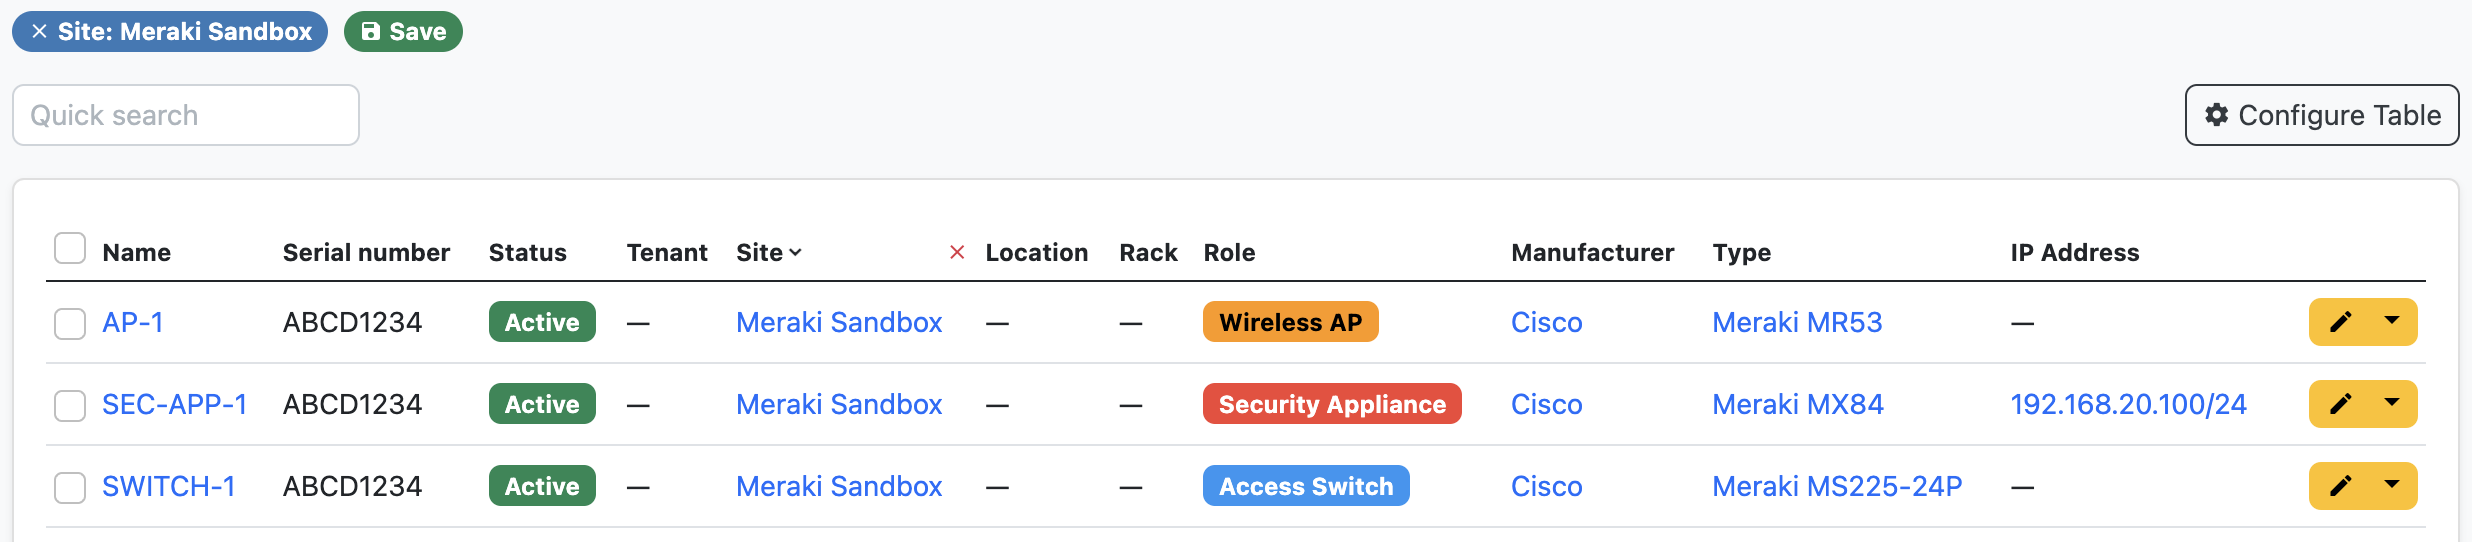 Site: Meraki Sandbox Save
Quick search Configure Table
Name Serial number Status Tenant Site Location Rack Role Manufacturer Type IP Address
AP-1 ABCD1234 Active — Meraki Sandbox — — Wireless AP Cisco Meraki MR53 —
SEC-APP-1 ABCD1234 Active — Meraki Sandbox — — Security Appliance Cisco Meraki MX84 192.168.20.100/24
SWITCH-1 ABCD1234 Active — Meraki Sandbox — — Access Switch Cisco Meraki MS225-24P —